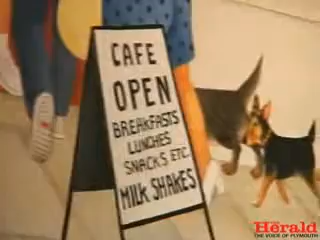 CAFE
OPEN
BREAKFASTS
LUNCHES
SNACKS ETC.
MILK SHAKES
Herald
THE VOICE OF PLYMOUTH